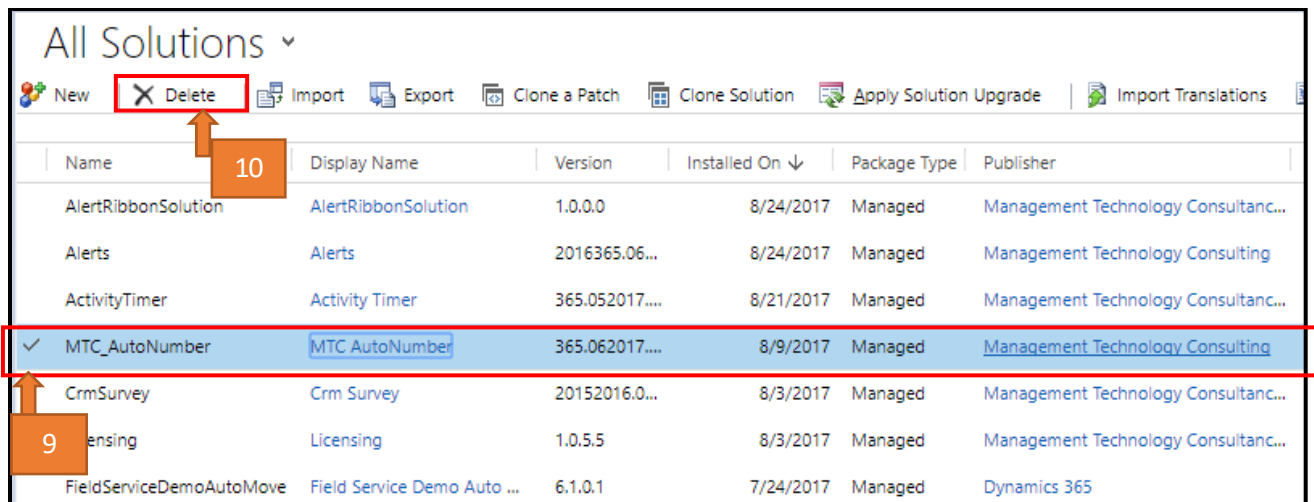 All Solutions
New Delete Import Export Clone a Patch Clone Solution Apply Solution Upgrade Import Translations
10
Name Display Name Version Installed On Package Type Publisher
AlertRibbonSolution AlertRibbonSolution 1.0.0.0 8/24/2017 Managed Management Technology Consultanc...
Alerts Alerts 2016365.06... 8/24/2017 Managed Management Technology Consulting
ActivityTimer Activity Timer 365.052017.... 8/21/2017 Managed Management Technology Consultanc...
MTC_AutoNumber MTC AutoNumber 365.062017.... 8/9/2017 Managed Management Technology Consulting
CrmSurvey Crm Survey 20152016.0... 8/3/2017 Managed Management Technology Consultanc...
9
ensing Licensing 1.0.5.5 8/3/2017 Managed Management Technology Consultanc...
FieldServiceDemoAutoMove Field Service Demo Auto ... 6.1.0.1 7/24/2017 Managed Dynamics 365